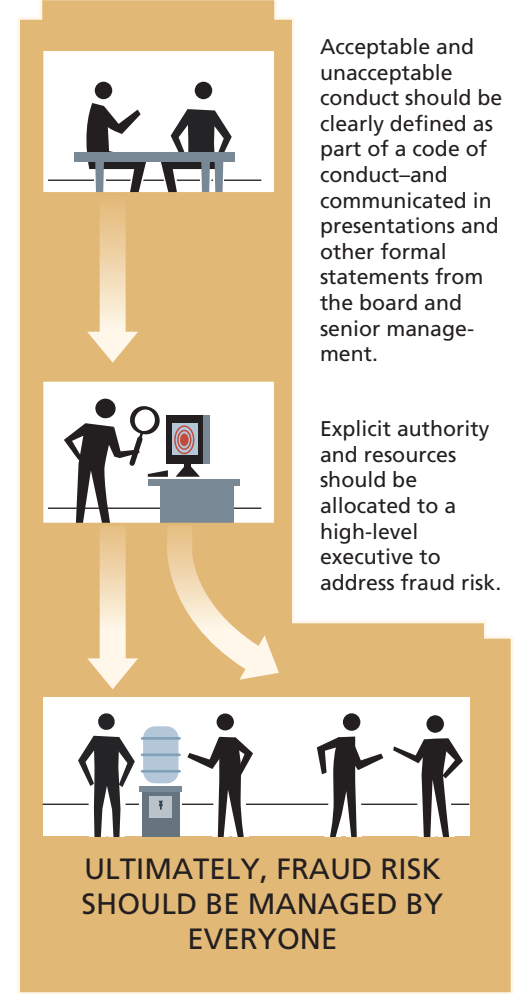 Acceptable and
unacceptable
conduct should be
clearly defined as
part of a code of
conduct–and
communicated in
presentations and
other formal
statements from
the board and
senior manage-
ment.
Explicit authority
and resources
should be
allocated to a
high-level
executive to
address fraud risk.
ULTIMATELY, FRAUD RISK
SHOULD BE MANAGED BY
EVERYONE